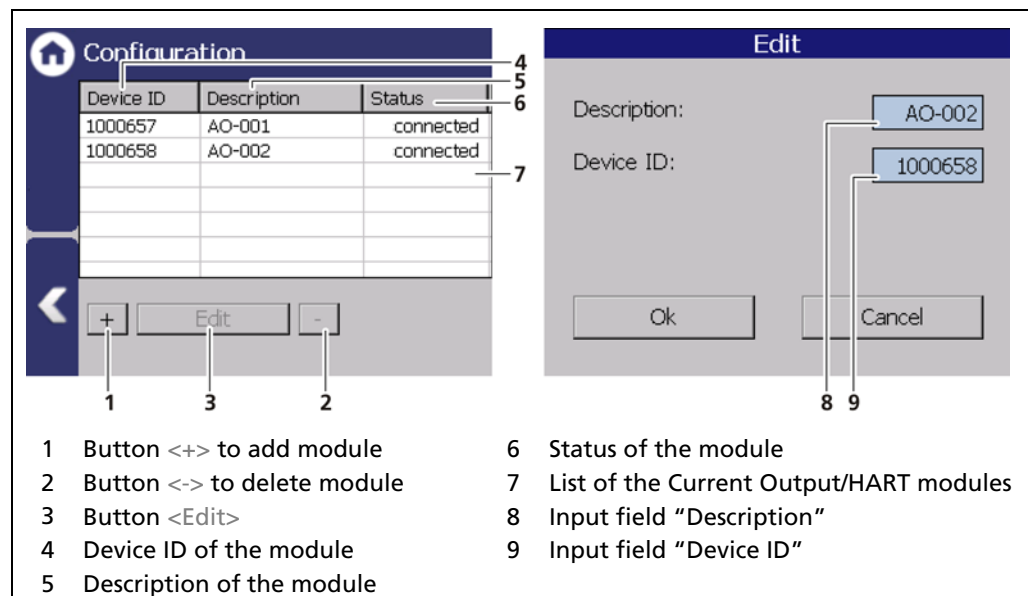 Configuration
Device ID Description Status
1000657 AO-001 connected
1000658 AO-002 connected
+ Edit -
4
5
6
7
1 3 2
Edit
Description: AO-002
Device ID: 1000658
Ok Cancel
8 9
1 Button <+> to add module
2 Button <-> to delete module
3 Button <Edit>
4 Device ID of the module
5 Description of the module
6 Status of the module
7 List of the Current Output/HART modules
8 Input field “Description”
9 Input field “Device ID”